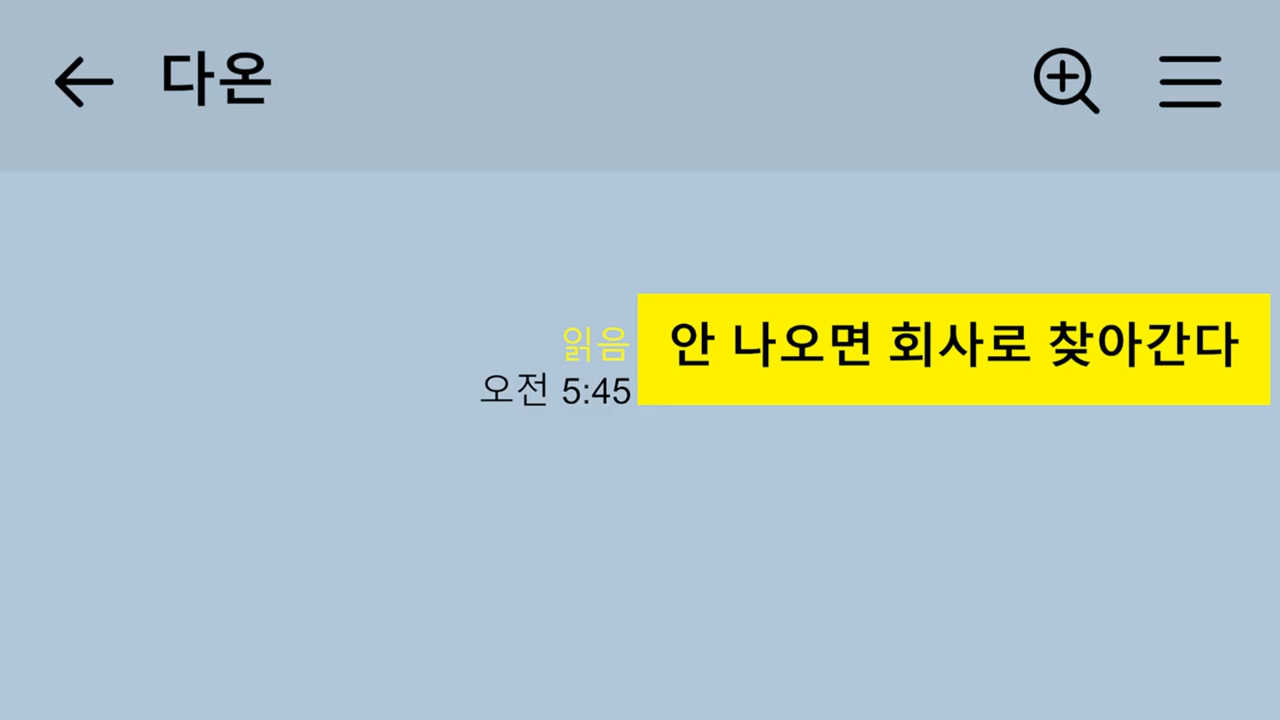 다온
읽음
안 나오면 회사로 찾아간다
오전 5:45